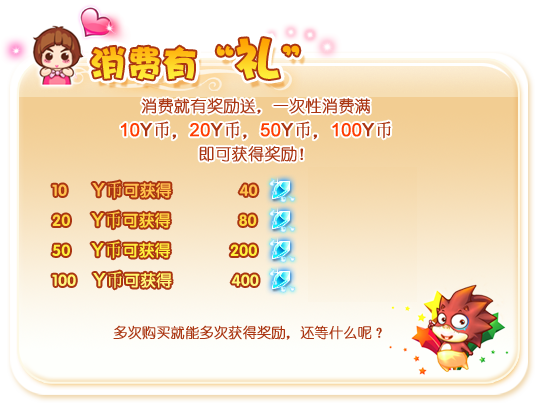 消费有“礼”
消费就有奖励送，一次性消费满
10Y币，20Y币，50Y币，100Y币
即可获得奖励！
10 Y币可获得 40
20 Y币可获得 80
50 Y币可获得 200
100 Y币可获得 400
多次购买就能多次获得奖励，还等什么呢？